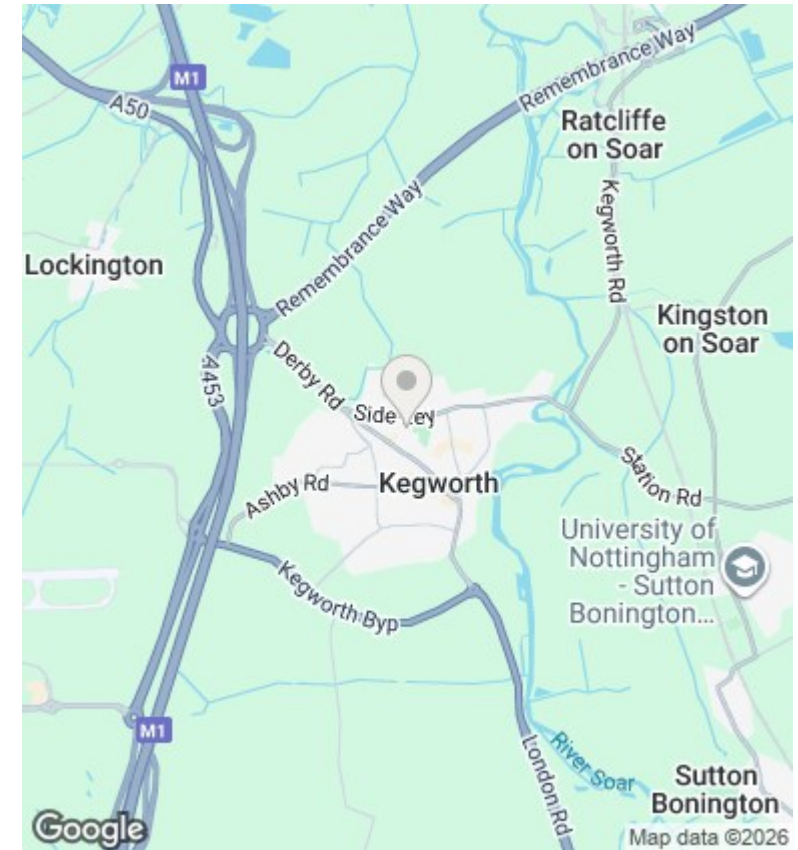 M1
A50
Remembrance Way
Ratcliffe
on Soar
Kegworth Rd
Lockington
Remembrance Way
Kingston
on Soar
A453
Derby Rd
Side Ley
Ashby Rd
Kegworth
Station Rd
University of
Nottingham
- Sutton
Bonington...
Kegworth Byp
M1
London Rd
River Soar
Sutton
Bonington
Google
Map data ©2026